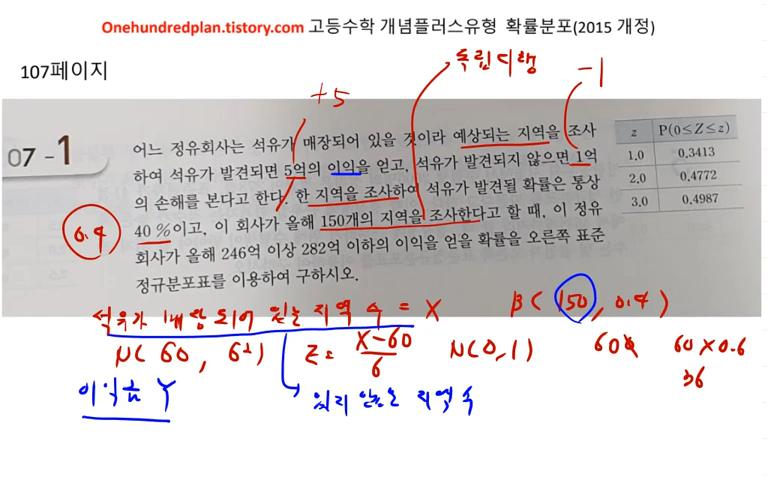 Onehundredplan.tistory.com 고등수학 개념플러스유형 확률분포(2015 개정)
107페이지
독립시행
+5
-1
07-1
어느 정유회사는 석유가 매장되어 있을 것이라 예상되는 지역을 조사
하여 석유가 발견되면 5억의 이익을 얻고, 석유가 발견되지 않으면 1억
의 손해를 본다고 한다. 한 지역을 조사하여 석유가 발견될 확률은 통상
40 %이고, 이 회사가 올해 150개의 지역을 조사한다고 할 때, 이 정유
회사가 올해 246억 이상 282억 이하의 이익을 얻을 확률을 오른쪽 표준
정규분포표를 이용하여 구하시오.
z P(0≤Z≤z)
1.0 0.3413
2.0 0.4772
3.0 0.4987
0.4
석유가 매장 되어 있는 지역 수 = X
B(150, 0.4)
N(60, 6²) Z = X-60/6 N(0, 1) 60 60×0.6
36
이익금 Y
있지 않은 지역 수